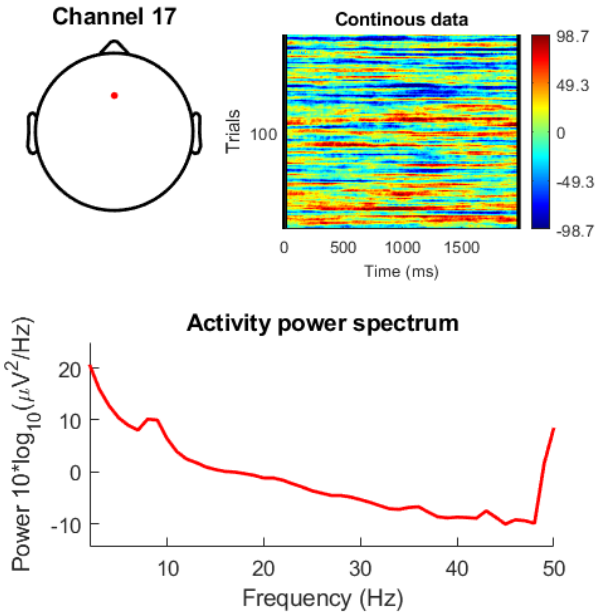 Channel 17
Continous data
Trials
100
0
500
1000
1500
Time (ms)
98.7
49.3
0
-49.3
-98.7
Activity power spectrum
Power 10*log10(μV2/Hz)
20
10
0
-10
10
20
30
40
50
Frequency (Hz)